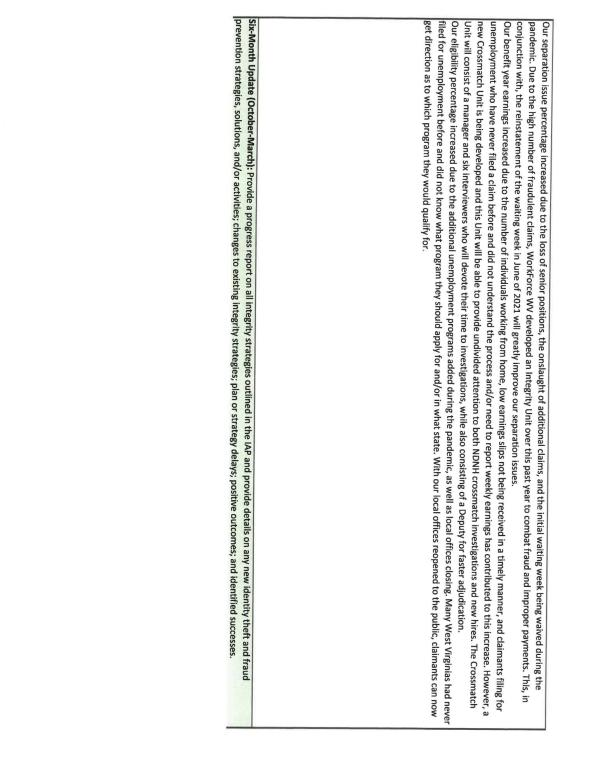 Our separation issue percentage increased due to the loss of senior positions, the onslaught of additional claims, and the initial waiting week being waived during the
pandemic. Due to the high number of fraudulent claims, WorkForce WV developed an Integrity Unit over this past year to combat fraud and improper payments. This, in
conjunction with, the reinstatement of the waiting week in June of 2021 will greatly improve our separation issues.
Our benefit year earnings increased due to the number of individuals working from home, low earnings slips not being received in a timely manner, and claimants filing for
unemployment who have never filed a claim before and did not understand the process and/or need to report weekly earnings has contributed to this increase. However, a
new Crossmatch Unit is being developed and this Unit will be able to provide undivided attention to both NDNH crossmatch investigations and new hires. The Crossmatch
Unit will consist of a manager and six interviewers who will devote their time to investigations, while also consisting of a Deputy for faster adjudication.
Our eligibility percentage increased due to the additional unemployment programs added during the pandemic, as well as local offices closing. Many West Virginias had never
filed for unemployment before and did not know what program they should apply for and/or in what state. With our local offices reopened to the public, claimants can now
get direction as to which program they would qualify for.
Six-Month Update (October-March): Provide a progress report on all integrity strategies outlined in the IAP and provide details on any new identity theft and fraud
prevention strategies, solutions, and/or activities; changes to existing integrity strategies; plan or strategy delays; positive outcomes; and identified successes.